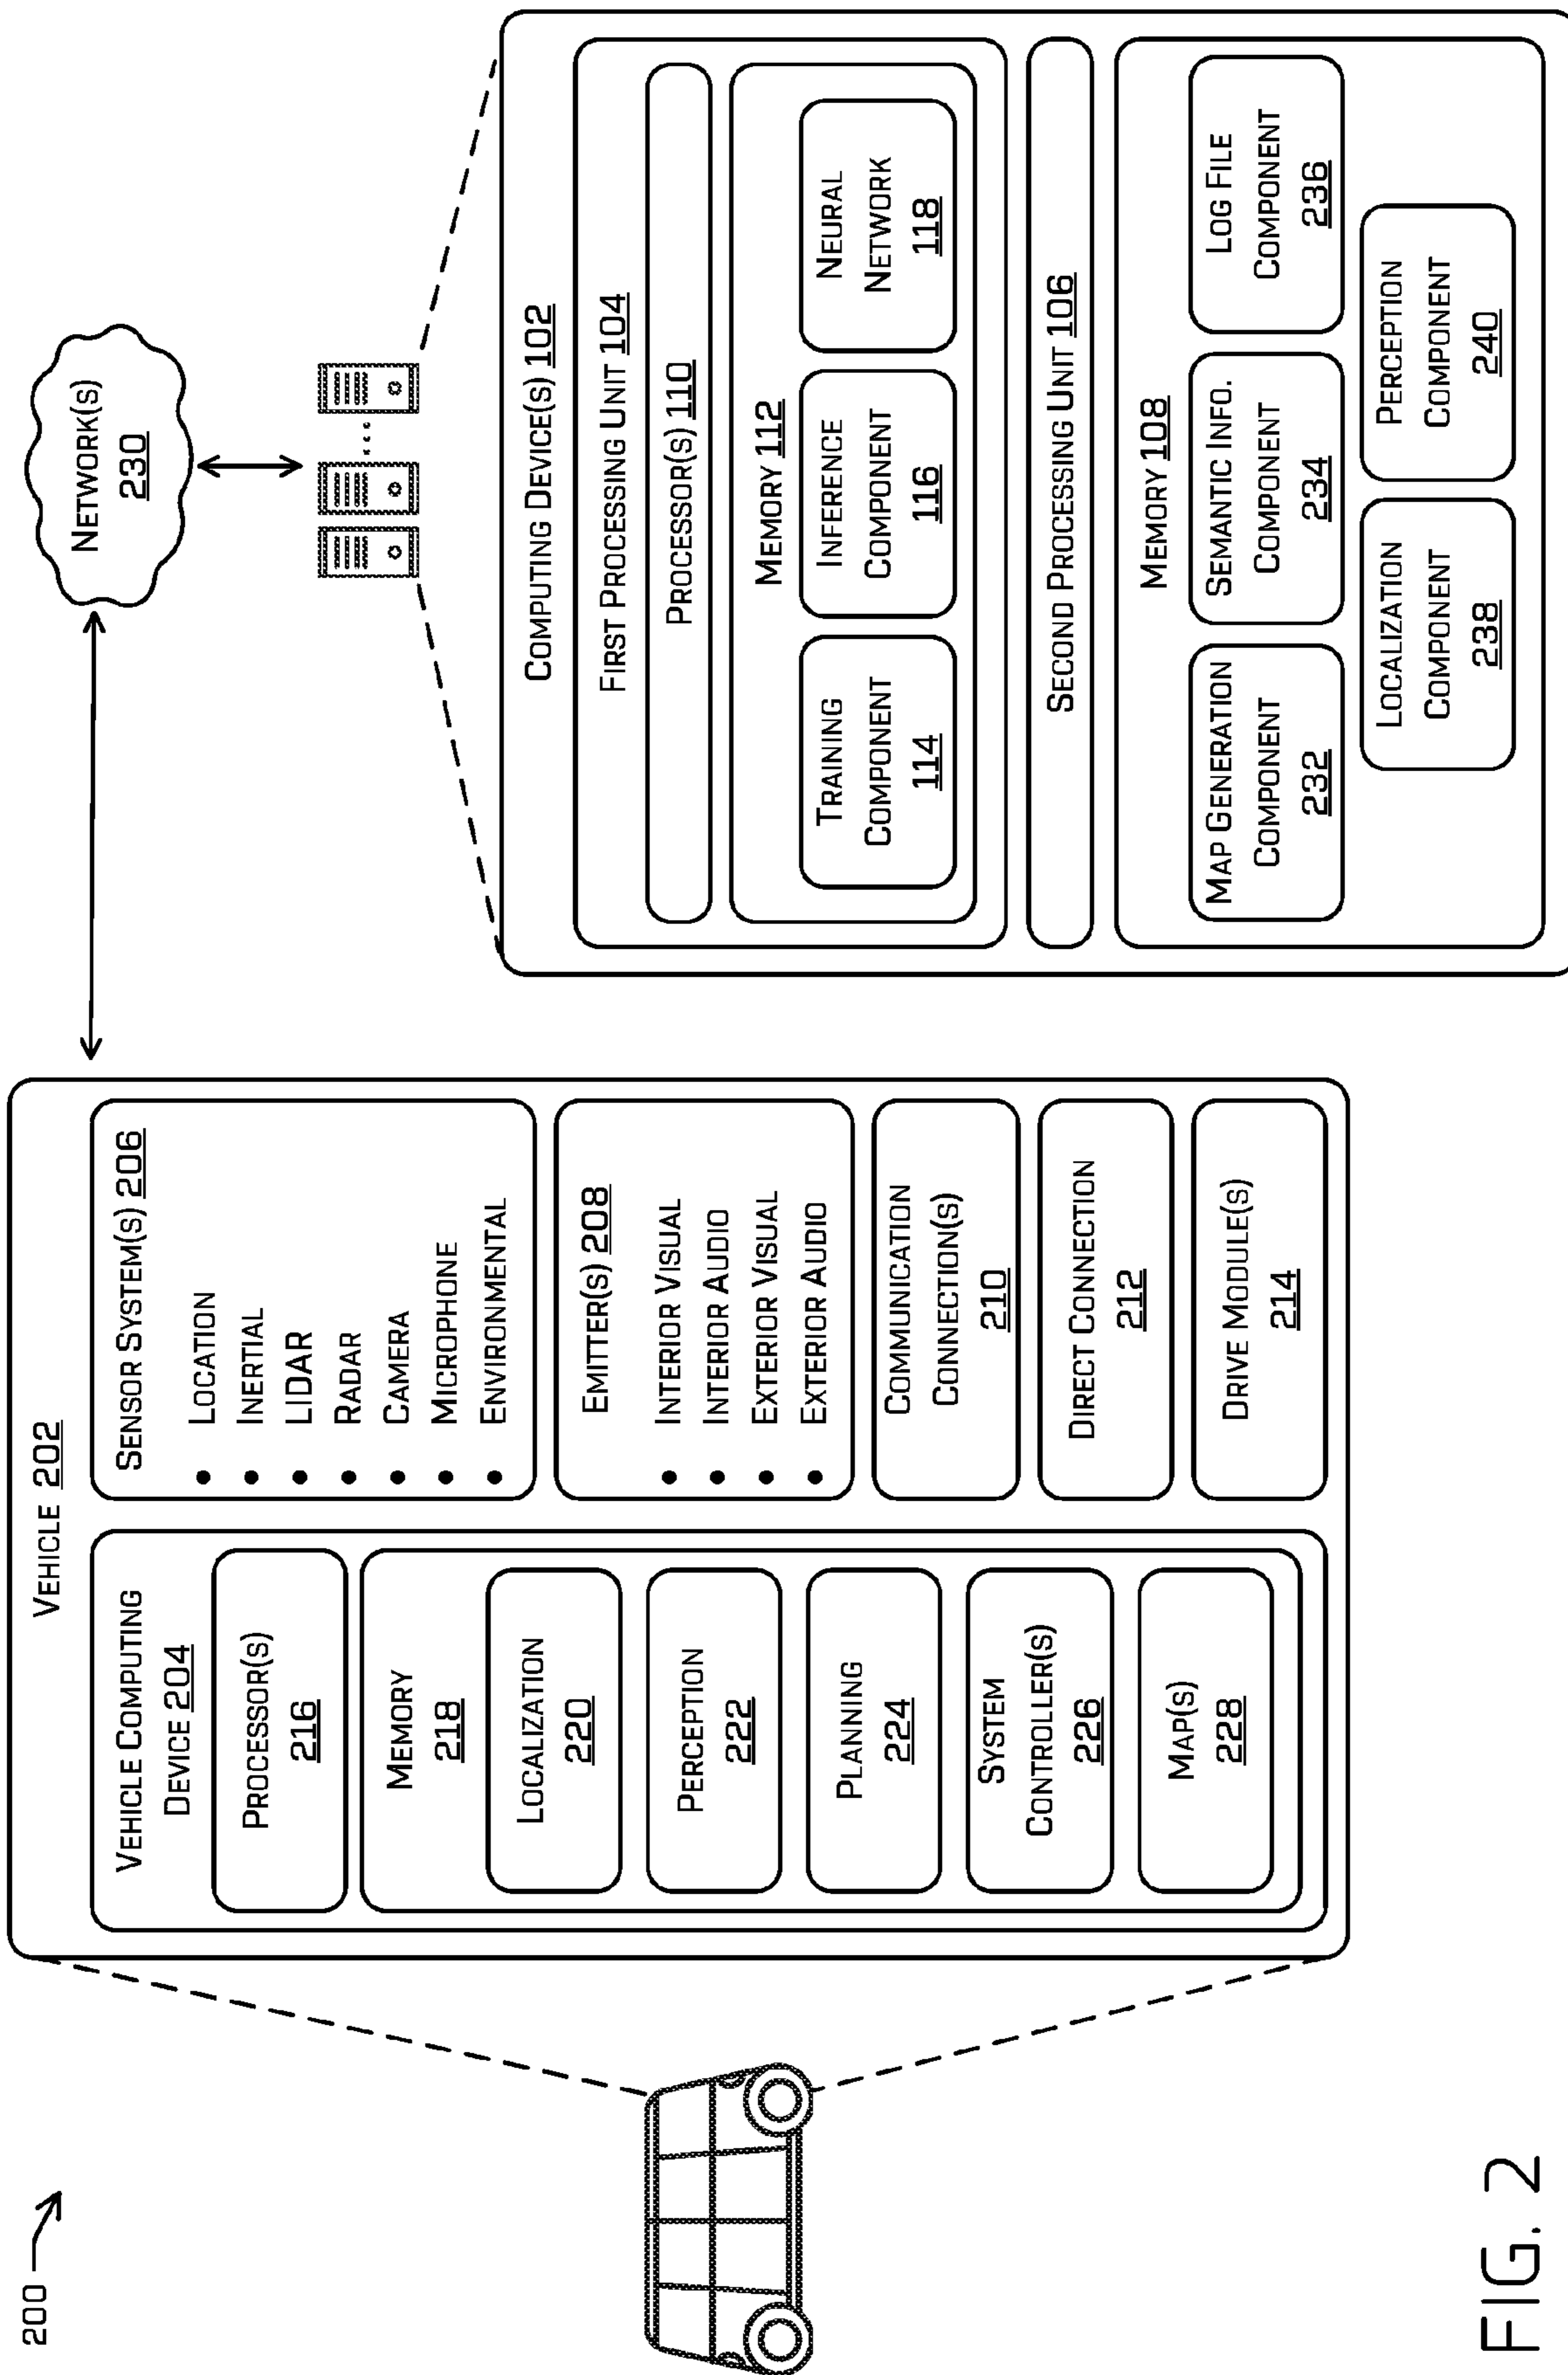 200
VEHICLE 202
VEHICLE COMPUTING
DEVICE 204
PROCESSOR(S)
216
MEMORY
218
LOCALIZATION
220
PERCEPTION
222
PLANNING
224
SYSTEM
CONTROLLER(S)
226
MAP(S)
228
SENSOR SYSTEM(S) 206
• LOCATION
• INERTIAL
• LIDAR
• RADAR
• CAMERA
• MICROPHONE
• ENVIRONMENTAL
EMITTER(S) 208
• INTERIOR VISUAL
• INTERIOR AUDIO
• EXTERIOR VISUAL
• EXTERIOR AUDIO
COMMUNICATION
CONNECTION(S)
210
DIRECT CONNECTION
212
DRIVE MODULE(S)
214
NETWORK(S)
230
...
COMPUTING DEVICE(S) 102
FIRST PROCESSING UNIT 104
PROCESSOR(S) 110
MEMORY 112
TRAINING
COMPONENT
114
INFERENCE
COMPONENT
116
NEURAL
NETWORK
118
SECOND PROCESSING UNIT 106
MEMORY 108
MAP GENERATION
COMPONENT
232
SEMANTIC INFO.
COMPONENT
234
LOG FILE
COMPONENT
236
LOCALIZATION
COMPONENT
238
PERCEPTION
COMPONENT
240
FIG. 2